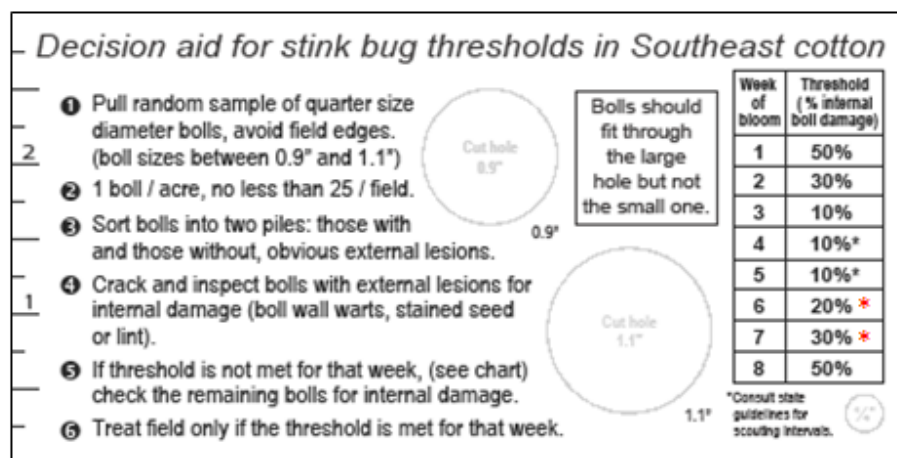 Decision aid for stink bug thresholds in Southeast cotton
❶ Pull random sample of quarter size
diameter bolls, avoid field edges.
(boll sizes between 0.9" and 1.1")
❷ 1 boll / acre, no less than 25 / field.
❸ Sort bolls into two piles: those with
and those without, obvious external lesions.
❹ Crack and inspect bolls with external lesions for
internal damage (boll wall warts, stained seed
or lint).
❺ If threshold is not met for that week, (see chart)
check the remaining bolls for internal damage.
❻ Treat field only if the threshold is met for that week.
2
1
Cut hole
0.9"
0.9"
Cut hole
1.1"
1.1"
Bolls should
fit through
the large
hole but not
the small one.
Week of bloom Threshold ( % internal boll damage)
1 50%
2 30%
3 10%
4 10%*
5 10%*
6 20% *
7 30% *
8 50%
*Consult state
guidelines for
scouting intervals.
¼"